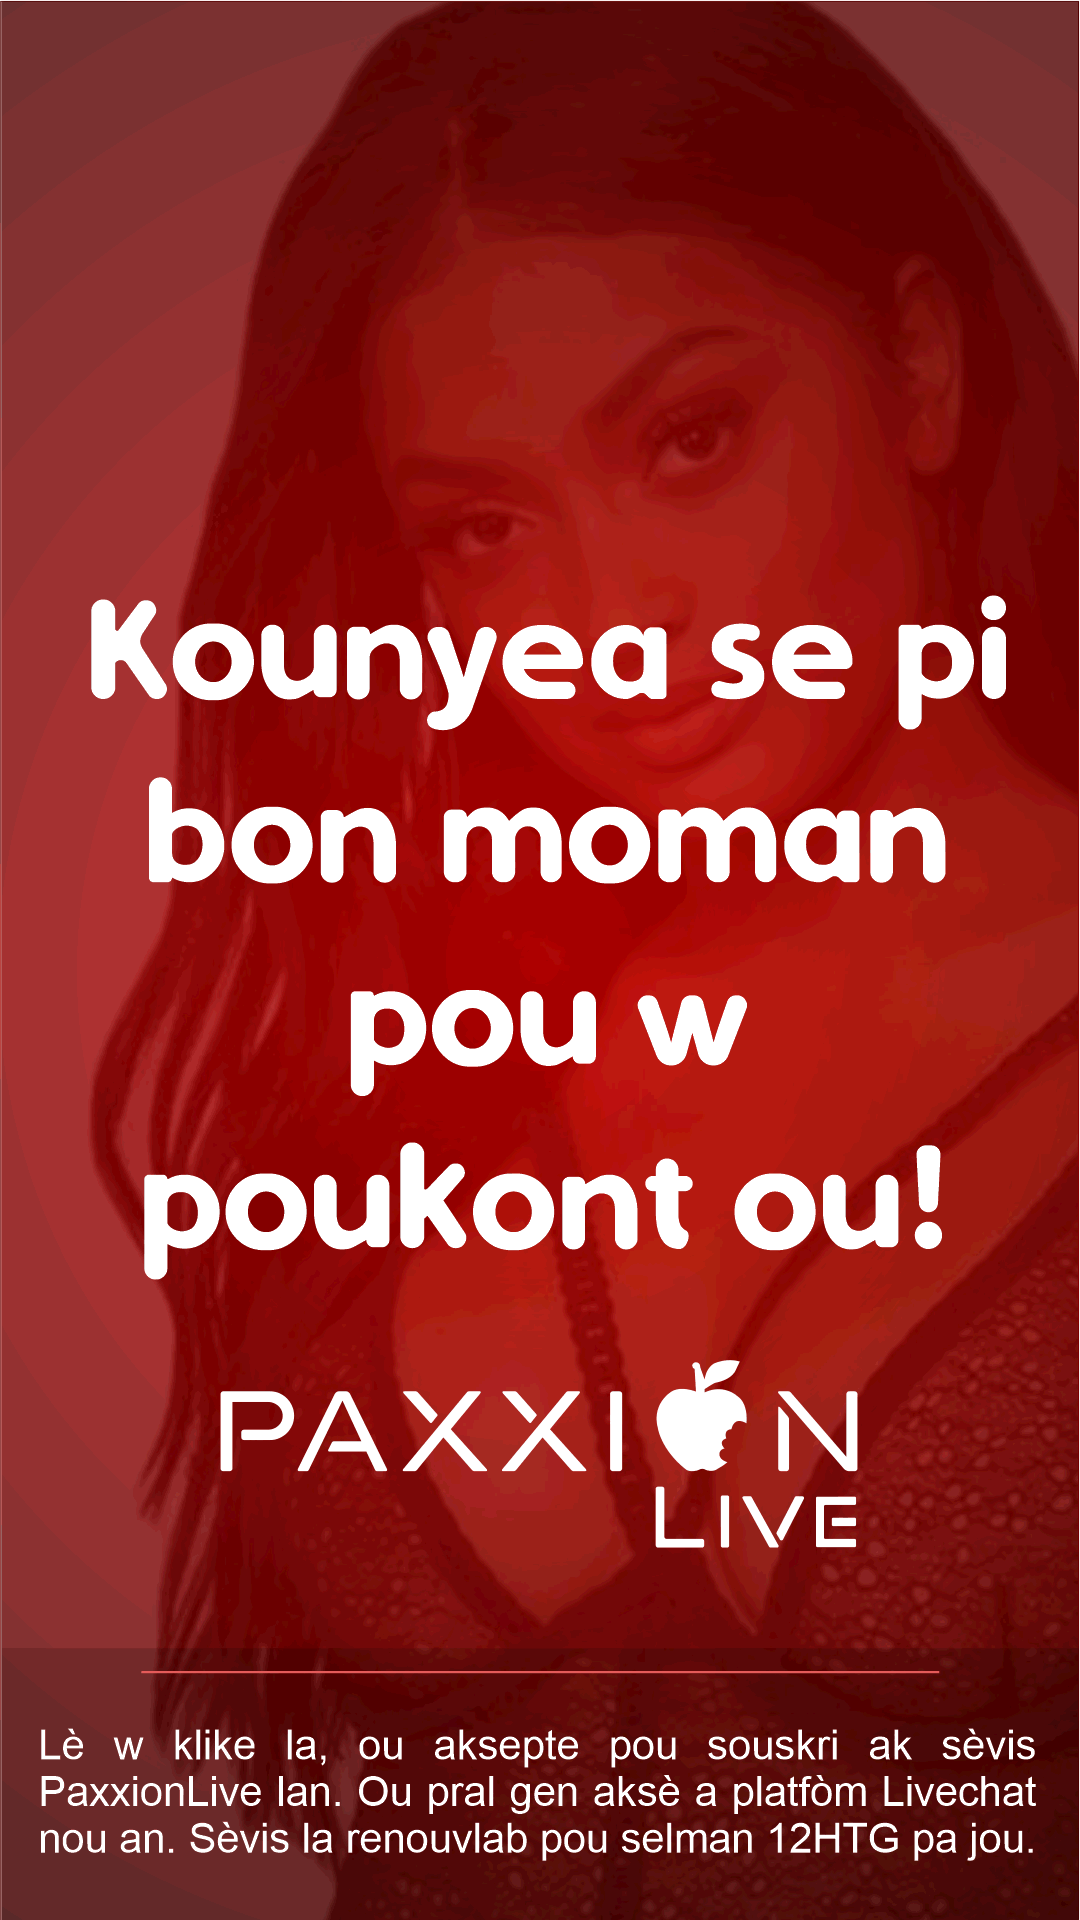 Kounyea se pi
bon moman
pou w
poukont ou!
PAXXION
LIVE
Lè w klike la, ou aksepte pou souskri ak sèvis
PaxxionLive lan. Ou pral gen aksè a platfòm Livechat
nou an. Sèvis la renouvlab pou selman 12HTG pa jou.